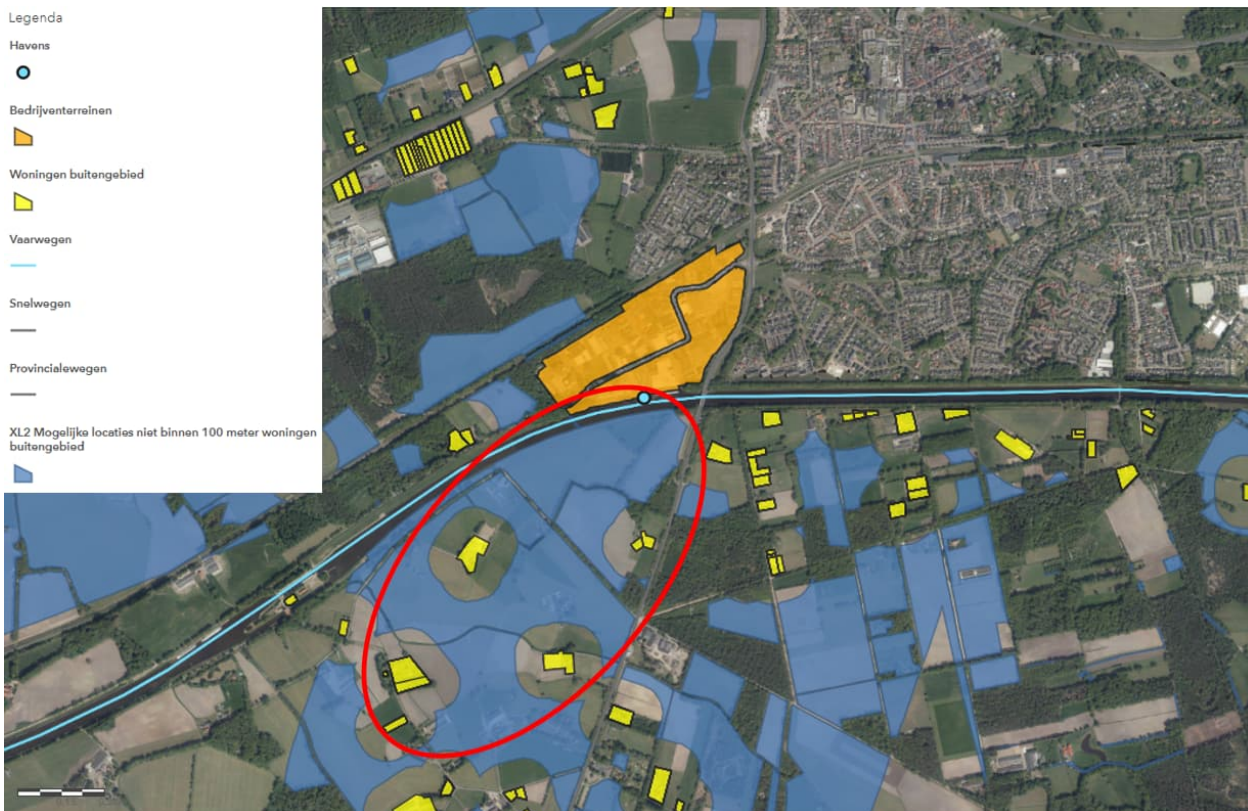 Legenda
Havens
Bedrijventerreinen
Woningen buitengebied
Vaarwegen
Snelwegen
Provincialewegen
XL2 Mogelijke locaties niet binnen 100 meter woningen
buitengebied